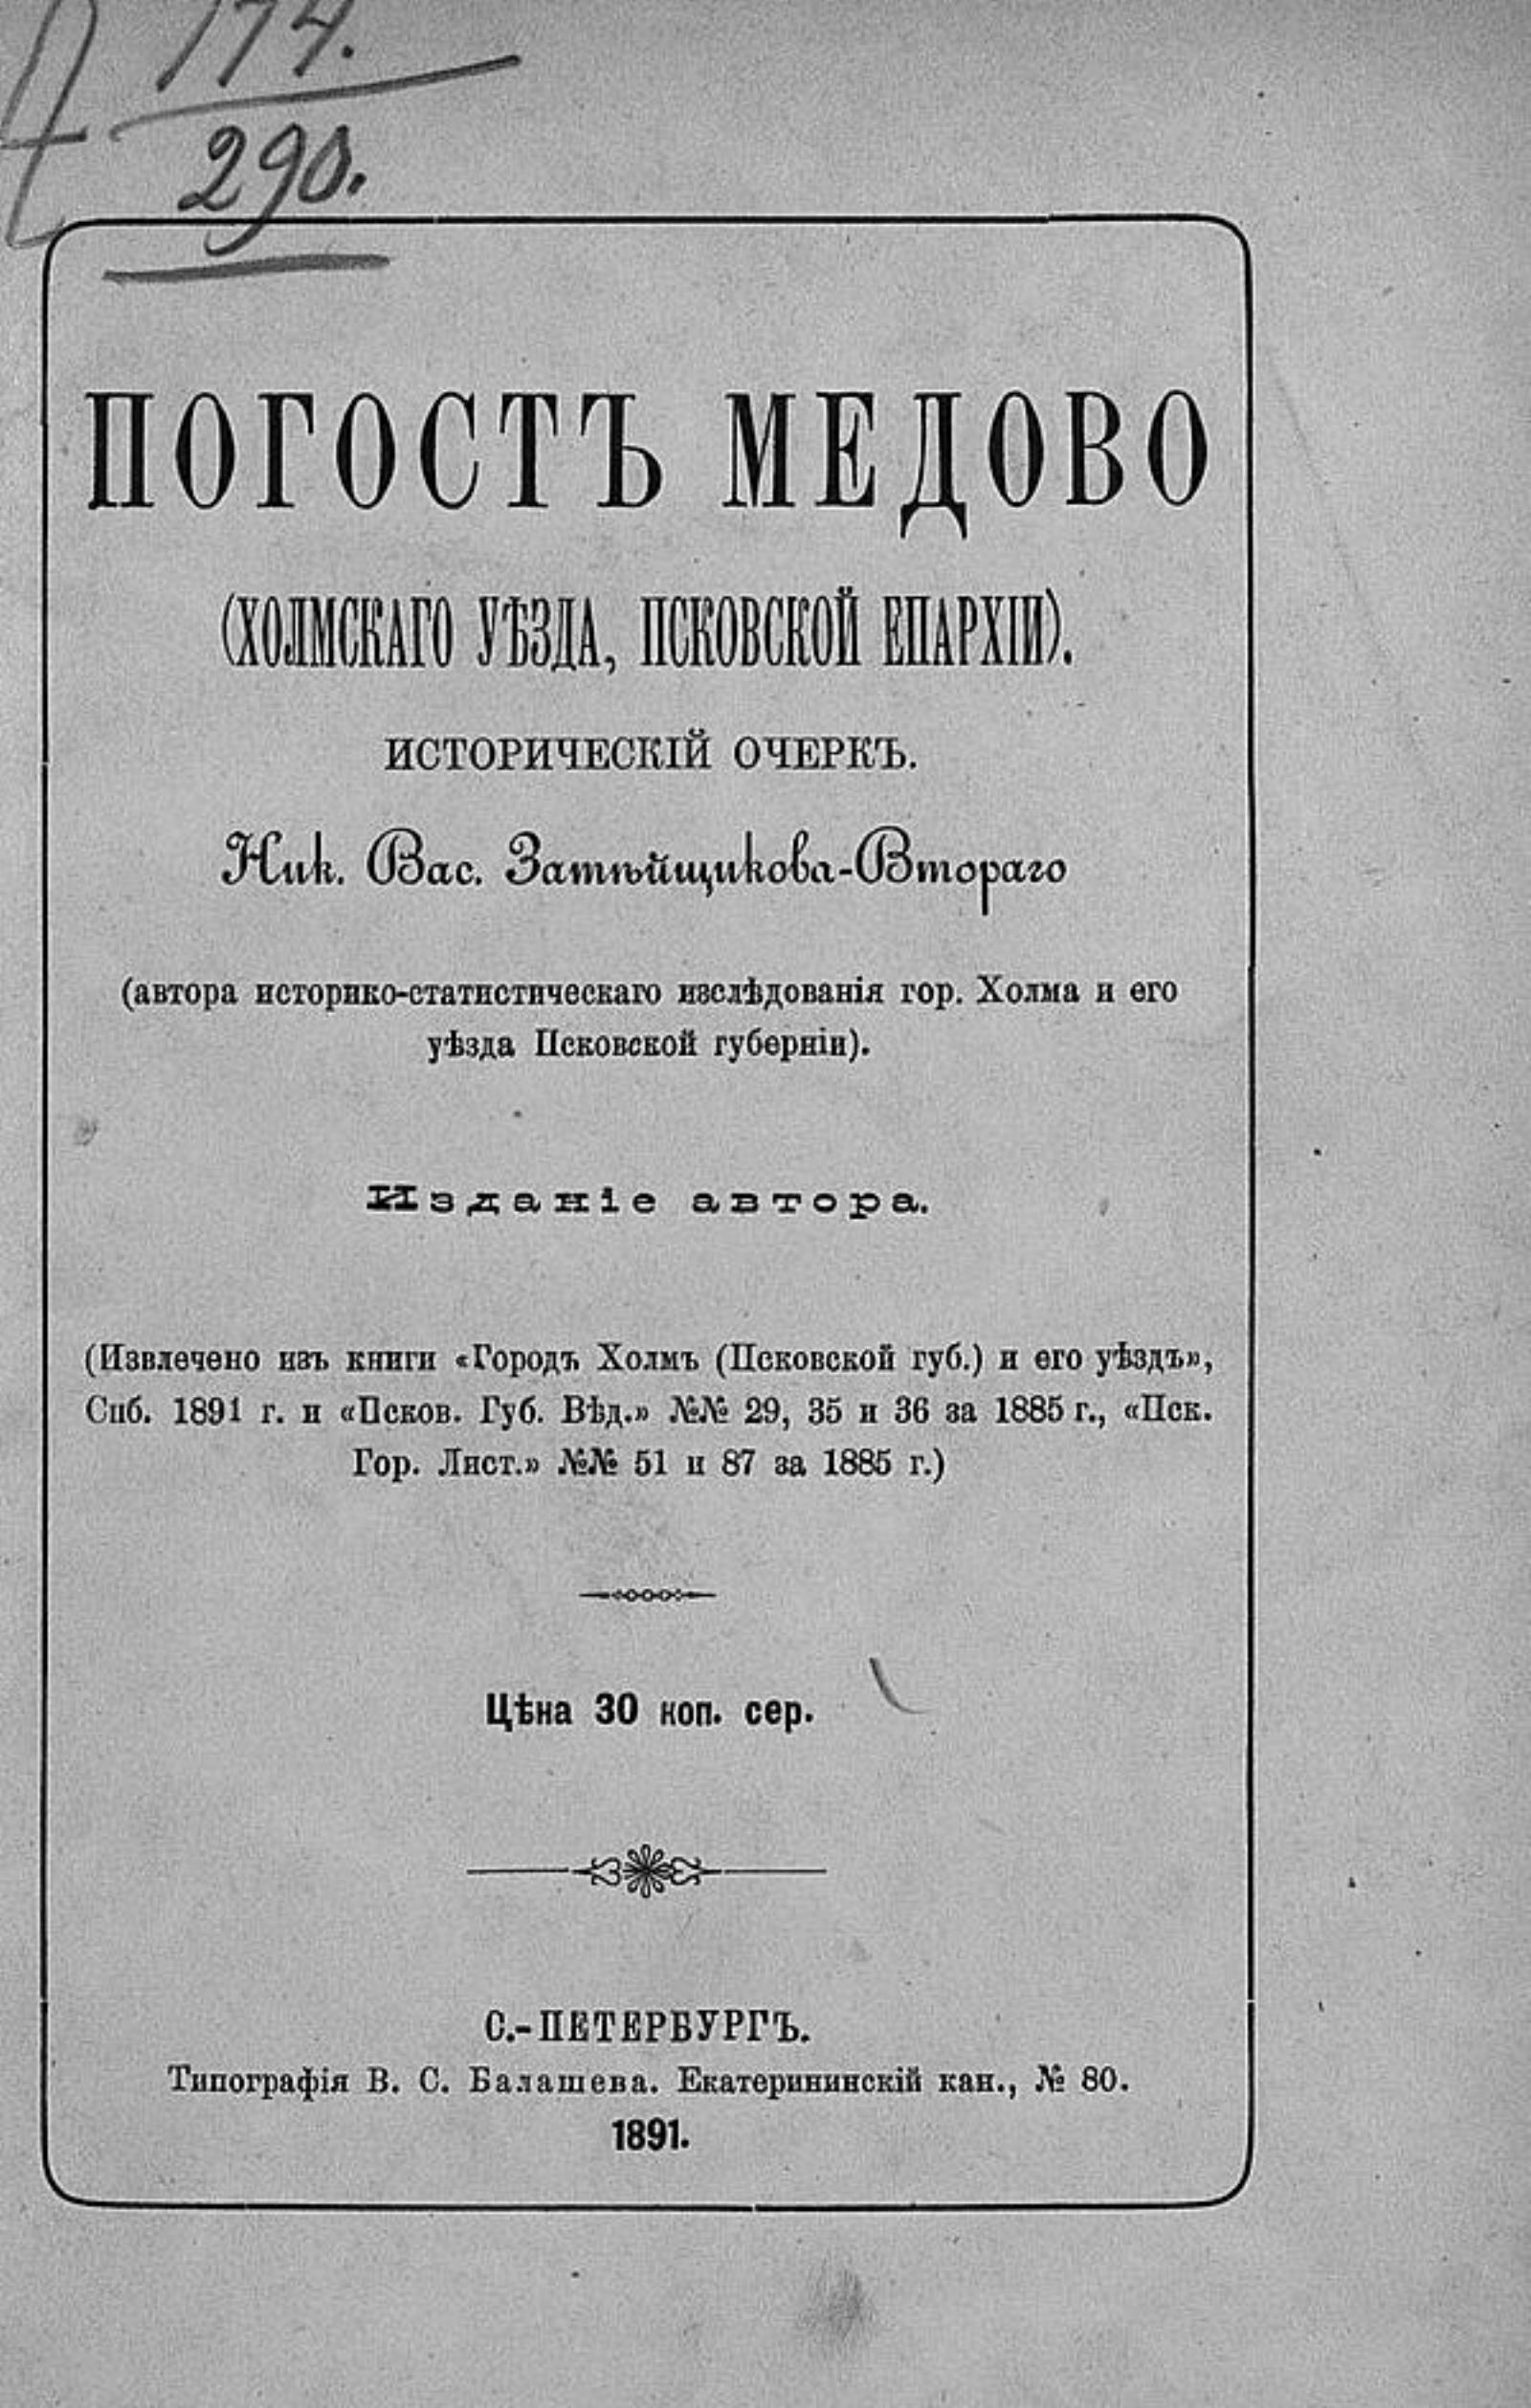 174.
290.
ПОГОСТЪ МЕДОВО
(ХОЛМСКАГО УѢЗДА, ПСКОВСКОЙ ЕПАРХІИ).
ИСТОРИЧЕСКІЙ ОЧЕРКЪ.
Ник. Вас. Затѣйщикова-Втораго
(автора историко-статистическаго изслѣдованія гор. Холма и его
уѣзда Псковской губерніи).
Изданіе автора.
(Извлечено изъ книги «Городъ Холмъ (Псковской губ.) и его уѣздъ»,
Спб. 1891 г. и «Псков. Губ. Вѣд.» №№ 29, 35 и 36 за 1885 г., «Пск.
Гор. Лист.» №№ 51 и 87 за 1885 г.)
Цѣна 30 коп. сер.
С.-ПЕТЕРБУРГЪ.
Типографія В. С. Балашева. Екатерининскій кан., № 80.
1891.